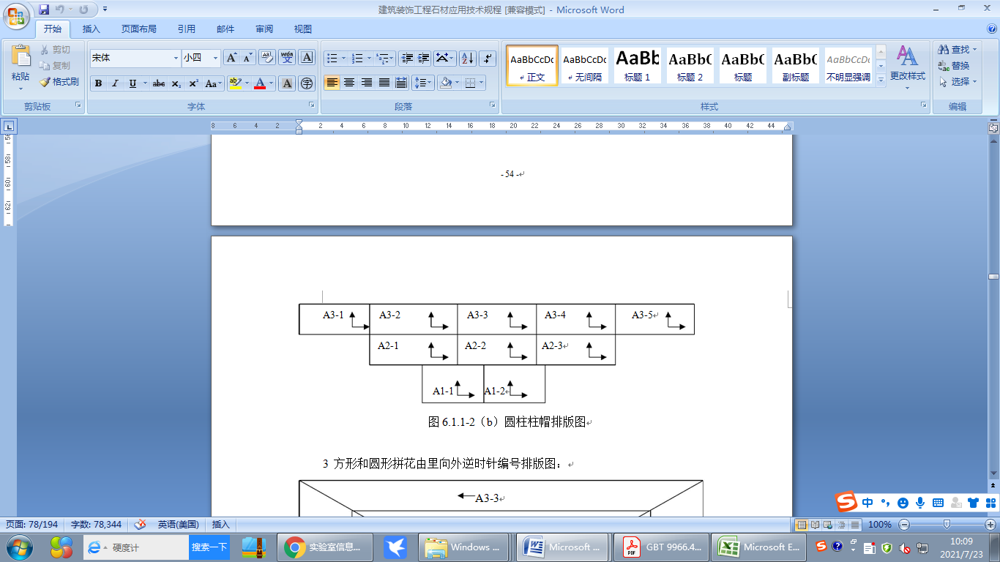 建筑装饰工程石材应用技术规程 [兼容模式] - Microsoft Word
开始 插入 页面布局 引用 邮件 审阅 视图
粘贴 剪切 复制 格式刷
宋体 小四
AaBbCcDc AaBbCcDc AaBb AaBbC AaBbC AaBbC AaBbCcDc
正文 无间隔 标题 1 标题 2 标题 副标题 不明显强调
更改样式 查找 替换 选择
剪贴板 字体 段落 样式 编辑
8 6 4 2 2 4 6 8 10 12 14 16 18 20 22 24 26 28 30 32 34 36 38 40 42 44
58 60 62
- 54 -
A3-1 A3-2 A3-3 A3-4 A3-5
A2-1 A2-2 A2-3
A1-1 A1-2
图 6.1.1-2（b）圆柱柱帽排版图
3 方形和圆形拼花由里向外逆时针编号排版图：
A3-3
中
页面: 78/194 字数: 78,344 英语(美国) 插入 100%
硬度计 搜索一下 实验室信息... Windows ... Microsoft ... GBT 9966.4... Microsoft E...
10:09
2021/7/23